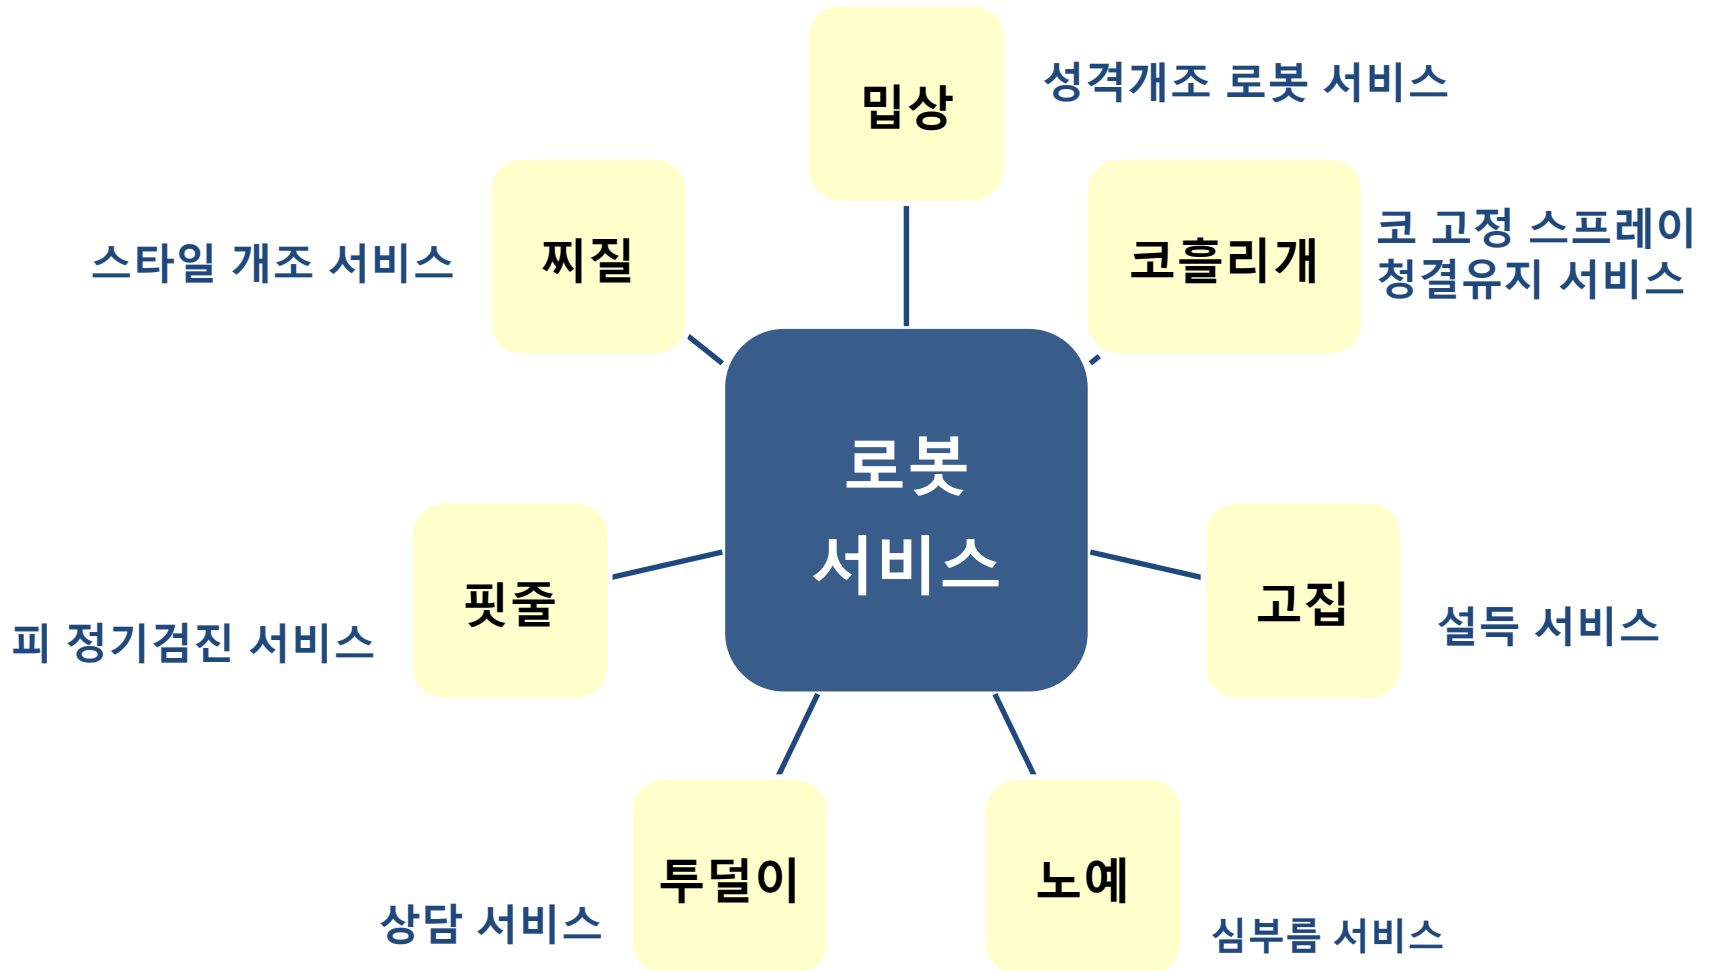 밉상
성격개조 로봇 서비스
찌질
스타일 개조 서비스
코흘리개
코 고정 스프레이
청결유지 서비스
로봇
서비스
핏줄
피 정기검진 서비스
고집
설득 서비스
투덜이
상담 서비스
노예
심부름 서비스